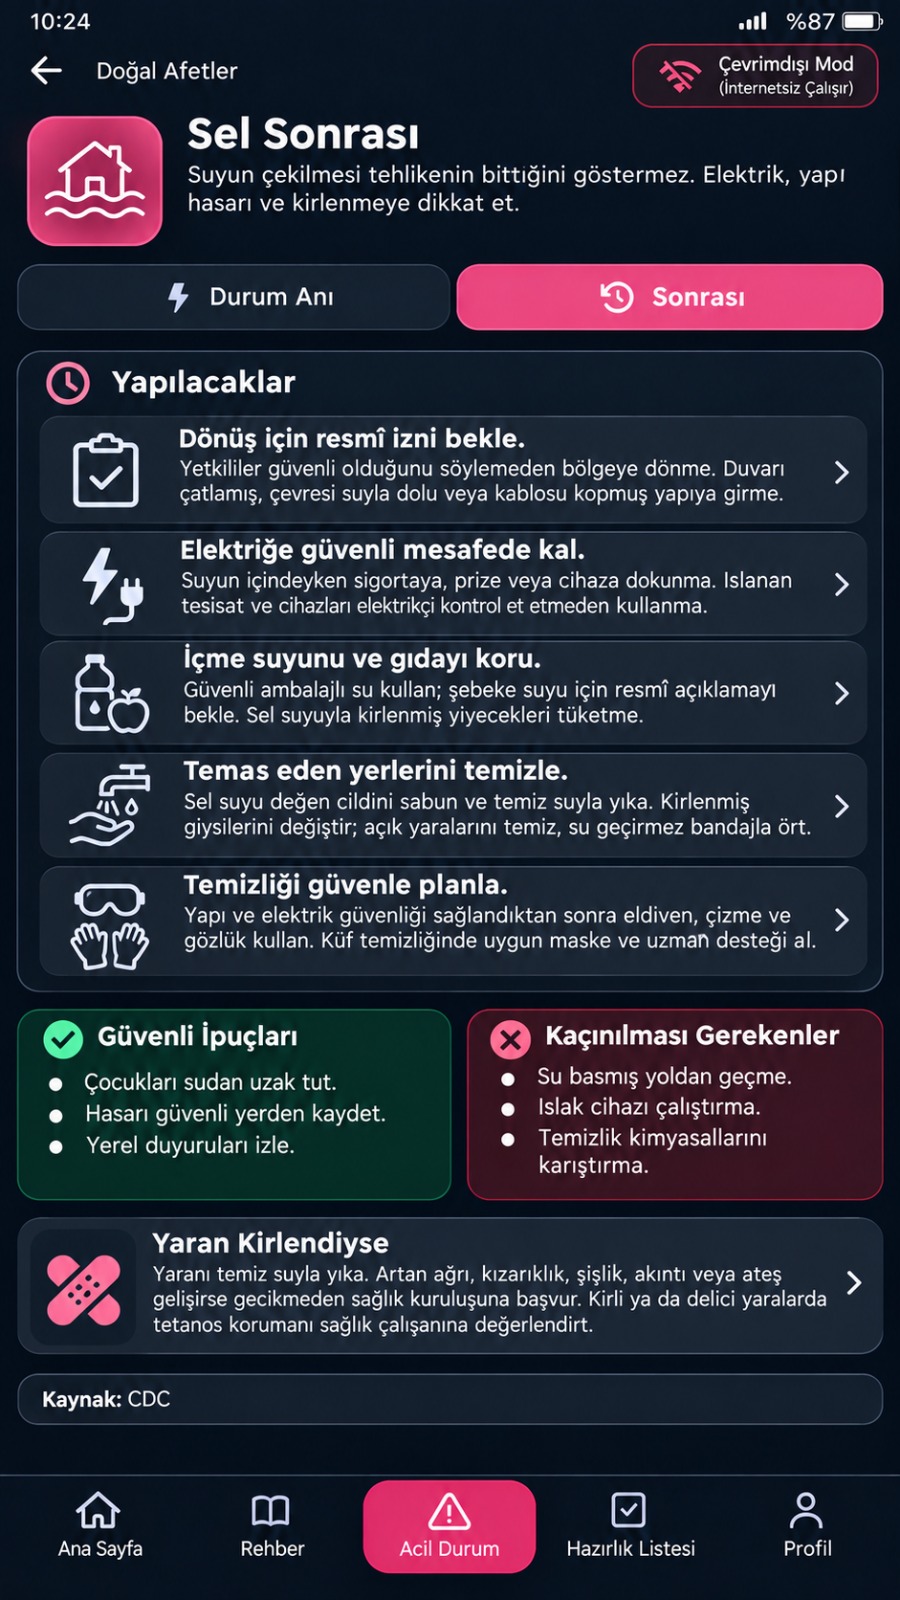 10:24
%87
Doğal Afetler
Çevrimdışı Mod
(İnternetsiz Çalışır)
Sel Sonrası
Suyun çekilmesi tehlikenin bittiğini göstermez. Elektrik, yapı
hasarı ve kirlenmeye dikkat et.
Durum Anı
Sonrası
Yapılacaklar
Dönüş için resmî izni bekle.
Yetkililer güvenli olduğunu söylemeden bölgeye dönme. Duvarı
çatlamış, çevresi suyla dolu veya kablosu kopmuş yapıya girme.
Elektriğe güvenli mesafede kal.
Suyun içindeyken sigortaya, prize veya cihaza dokunma. Islanan
tesisat ve cihazları elektrikçi kontrol et etmeden kullanma.
İçme suyunu ve gıdayı koru.
Güvenli ambalajlı su kullan; şebeke suyu için resmî açıklamayı
bekle. Sel suyuyla kirlenmiş yiyecekleri tüketme.
Temas eden yerlerini temizle.
Sel suyu değen cildini sabun ve temiz suyla yıka. Kirlenmiş
giysilerini değiştir; açık yaralarını temiz, su geçirmez bandajla ört.
Temizliği güvenle planla.
Yapı ve elektrik güvenliği sağlandıktan sonra eldiven, çizme ve
gözlük kullan. Küf temizliğinde uygun maske ve uzman desteği al.
Güvenli İpuçları
Çocukları sudan uzak tut.
Hasarı güvenli yerden kaydet.
Yerel duyuruları izle.
Kaçınılması Gerekenler
Su basmış yoldan geçme.
Islak cihazı çalıştırma.
Temizlik kimyasallarını
karıştırma.
Yaran Kirlendiyse
Yaranı temiz suyla yıka. Artan ağrı, kızarıklık, şişlik, akıntı veya ateş
gelişirse gecikmeden sağlık kuruluşuna başvur. Kirli ya da delici yaralarda
tetanos korumanı sağlık çalışanına değerlendirt.
Kaynak: CDC
Ana Sayfa
Rehber
Acil Durum
Hazırlık Listesi
Profil